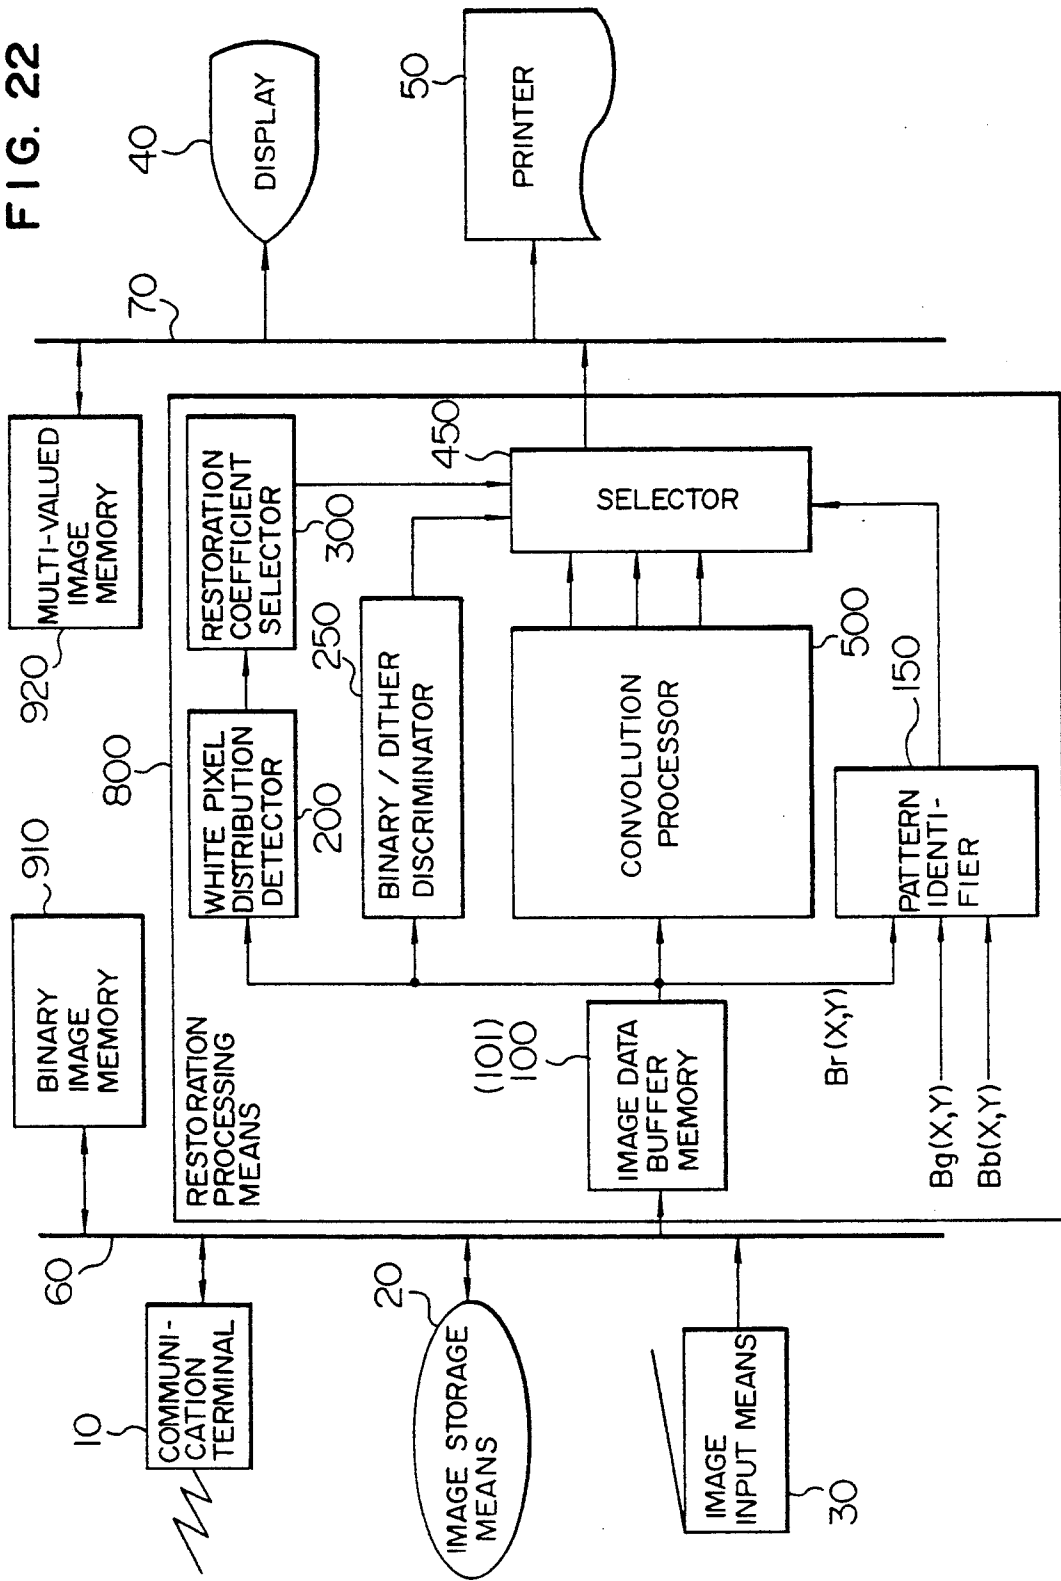 FIG. 22
10
COMMUNI-
CATION
TERMINAL
60
910
BINARY
IMAGE
MEMORY
920
MULTI-VALUED
IMAGE
MEMORY
70
40
DISPLAY
20
IMAGE STORAGE
MEANS
30
IMAGE
INPUT MEANS
800
RESTORATION
PROCESSING
MEANS
(101)
100
IMAGE DATA
BUFFER
MEMORY
WHITE PIXEL
DISTRIBUTION
DETECTOR
200
RESTORATION
COEFFICIENT
SELECTOR
300
250
BINARY / DITHER
DISCRIMINATOR
450
SELECTOR
CONVOLUTION
PROCESSOR
500
Br(X,Y)
Bg(X,Y)
Bb(X,Y)
150
PATTERN
IDENTI-
FIER
50
PRINTER